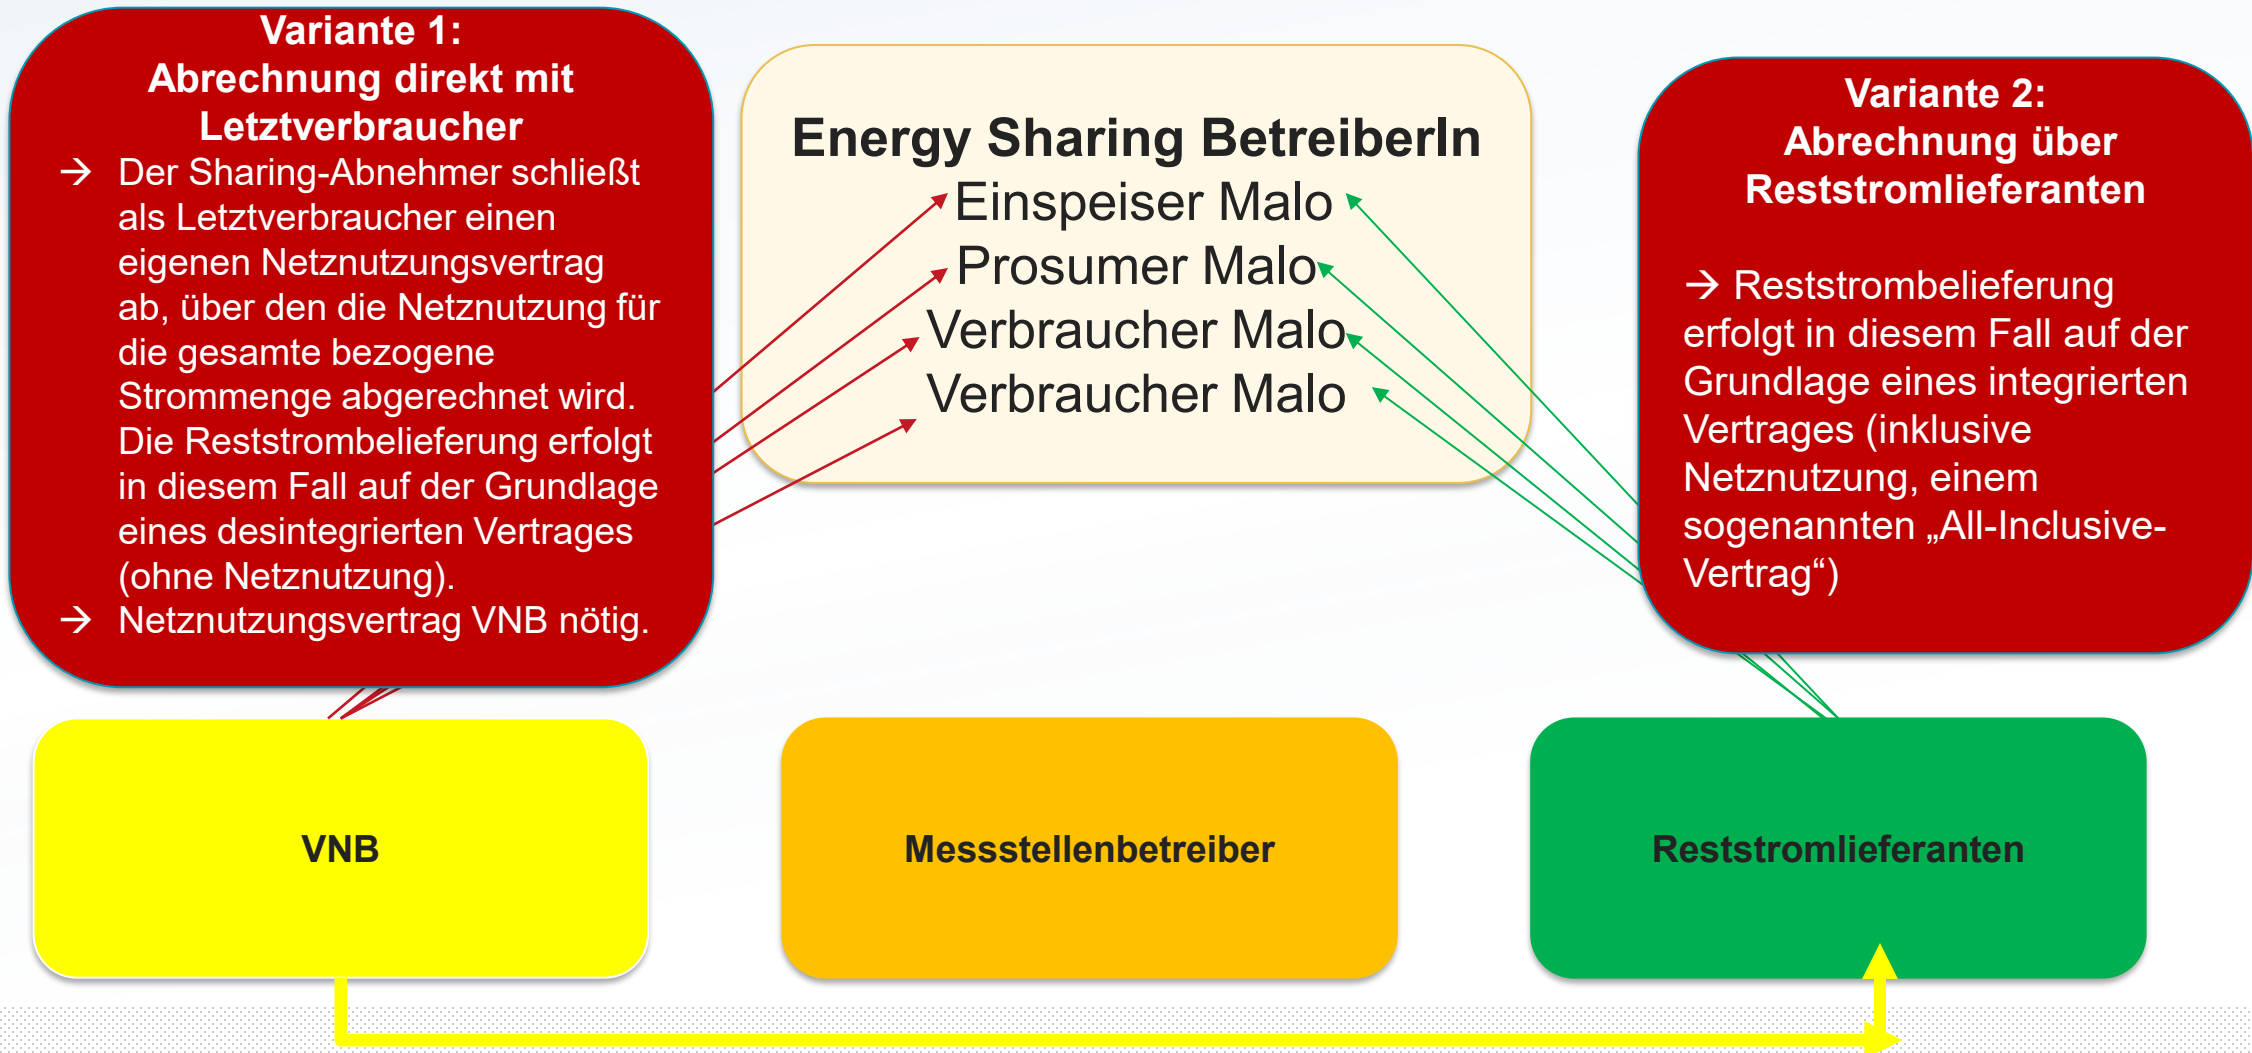 Variante 1:
Abrechnung direkt mit
Letztverbraucher
→ Der Sharing-Abnehmer schließt
als Letztverbraucher einen
eigenen Netznutzungsvertrag
ab, über den die Netznutzung für
die gesamte bezogene
Strommenge abgerechnet wird.
Die Reststrombelieferung erfolgt
in diesem Fall auf der Grundlage
eines desintegrierten Vertrages
(ohne Netznutzung).
→ Netznutzungsvertrag VNB nötig.
Energy Sharing BetreiberIn
Einspeiser Malo
Prosumer Malo
Verbraucher Malo
Verbraucher Malo
Variante 2:
Abrechnung über
Reststromlieferanten
→ Reststrombelieferung
erfolgt in diesem Fall auf der
Grundlage eines integrierten
Vertrages (inklusive
Netznutzung, einem
sogenannten „All-Inclusive-
Vertrag“)
VNB
Messstellenbetreiber
Reststromlieferanten